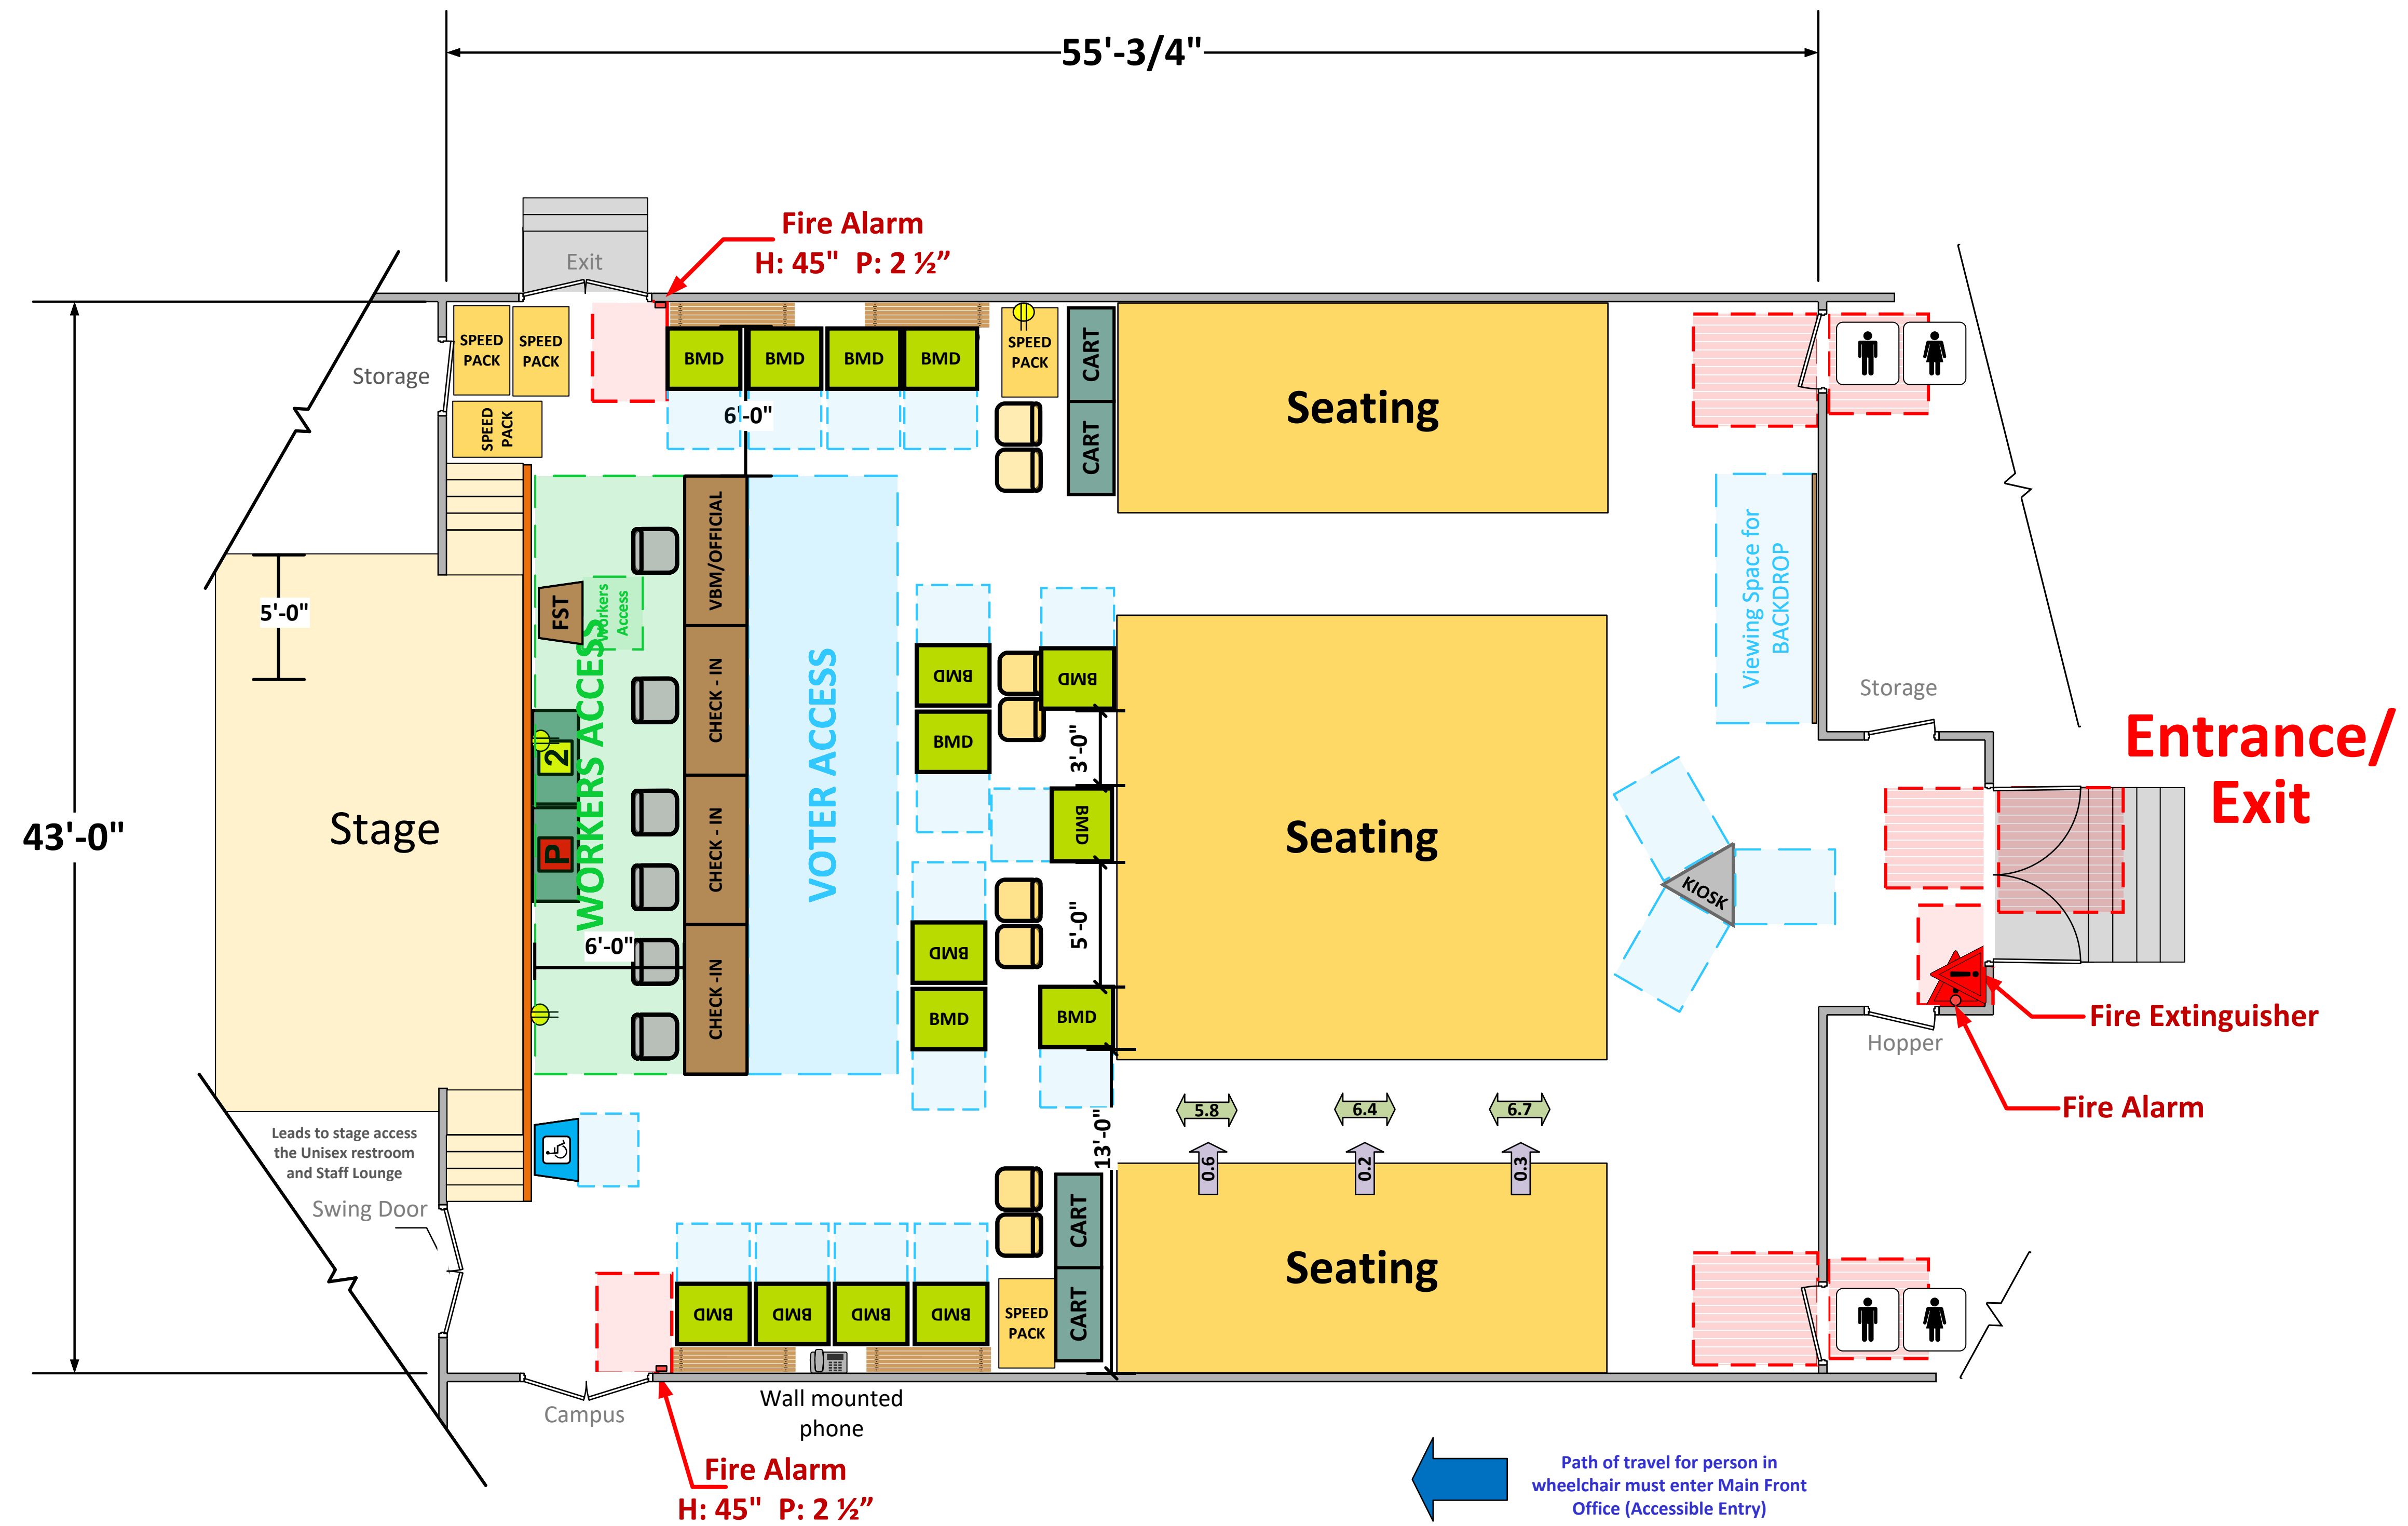 55'-3/4"
Fire Alarm
H: 45"  P: 2 ½”
Exit
SPEED
PACK
SPEED
PACK
SPEED
PACK
Storage
BMD
BMD
BMD
BMD
6'-0"
SPEED
PACK
CART
CART
Seating
5'-0"
FST
Workers
Access
WORKERS ACCESS
VBM/OFFICIAL
CHECK - IN
CHECK - IN
CHECK -IN
VOTER ACCESS
BMD
BMD
BMD
3'-0"
BMD
5'-0"
BMD
BMD
BMD
Viewing Space for
BACKDROP
Storage
Entrance/
Exit
43'-0"
Stage
2
P
6'-0"
Seating
KIOSK
Fire Extinguisher
Hopper
Fire Alarm
5.8
6.4
6.7
0.6
0.2
0.3
13'-0"
Leads to stage access
the Unisex restroom
and Staff Lounge
Swing Door
BMD
BMD
BMD
BMD
SPEED
PACK
CART
CART
Seating
Campus
Wall mounted
phone
Fire Alarm
H: 45"  P: 2 ½”
Path of travel for person in
wheelchair must enter Main Front
Office (Accessible Entry)